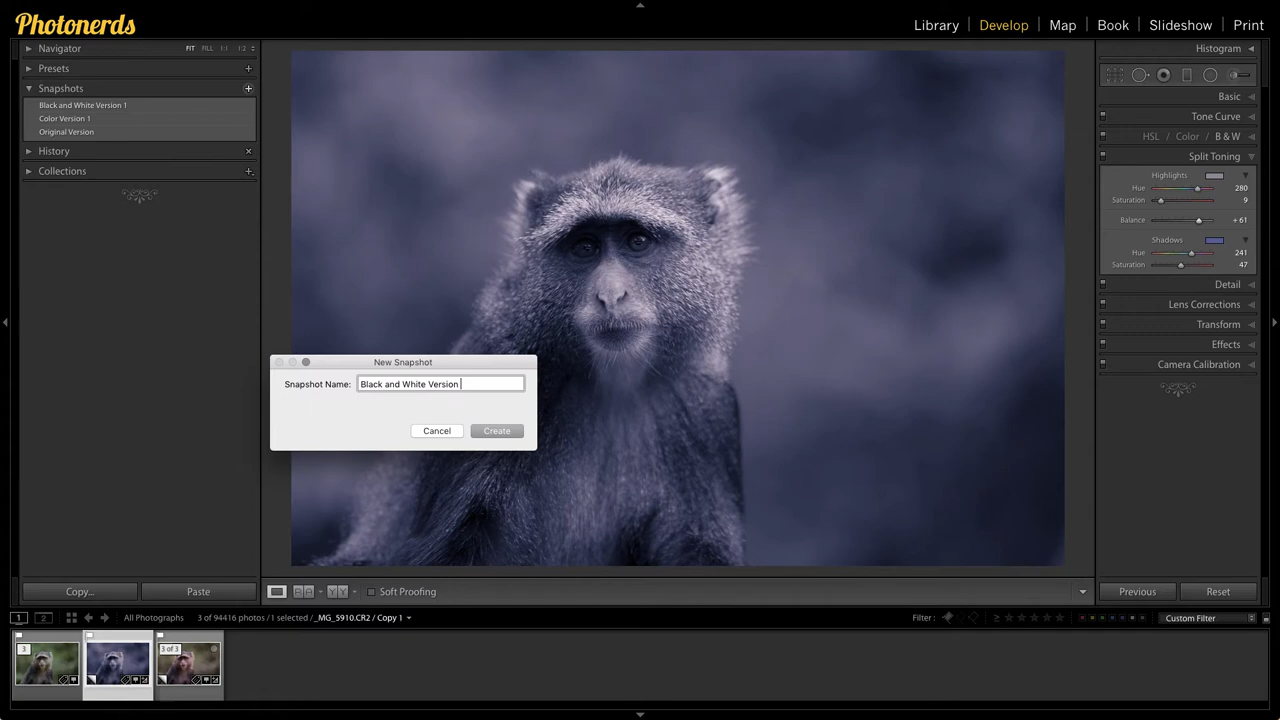 Photonerds
Library | Develop | Map | Book | Slideshow | Print
Navigator FIT FILL 1:1 1:2
Presets
Snapshots
Black and White Version 1
Color Version 1
Original Version
History
Collections
Histogram
Basic
Tone Curve
HSL / Color / B & W
Split Toning
Highlights
Hue 280
Saturation 9
Balance + 61
Shadows
Hue 241
Saturation 47
Detail
Lens Corrections
Transform
Effects
Camera Calibration
New Snapshot
Snapshot Name: Black and White Version
Cancel Create
Copy... Paste
Soft Proofing
Previous Reset
1 2 All Photographs 3 of 94416 photos / 1 selected / _MG_5910.CR2 / Copy 1
Filter : Custom Filter
3
3 of 3